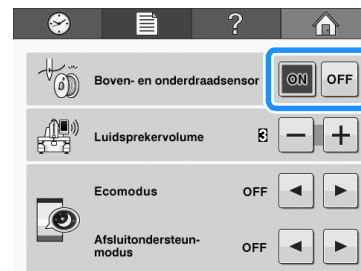 ?
Boven- en onderdraadsensor ON OFF
Luidsprekervolume 3 − +
Ecomodus OFF
Afsluitondersteun-
modus OFF